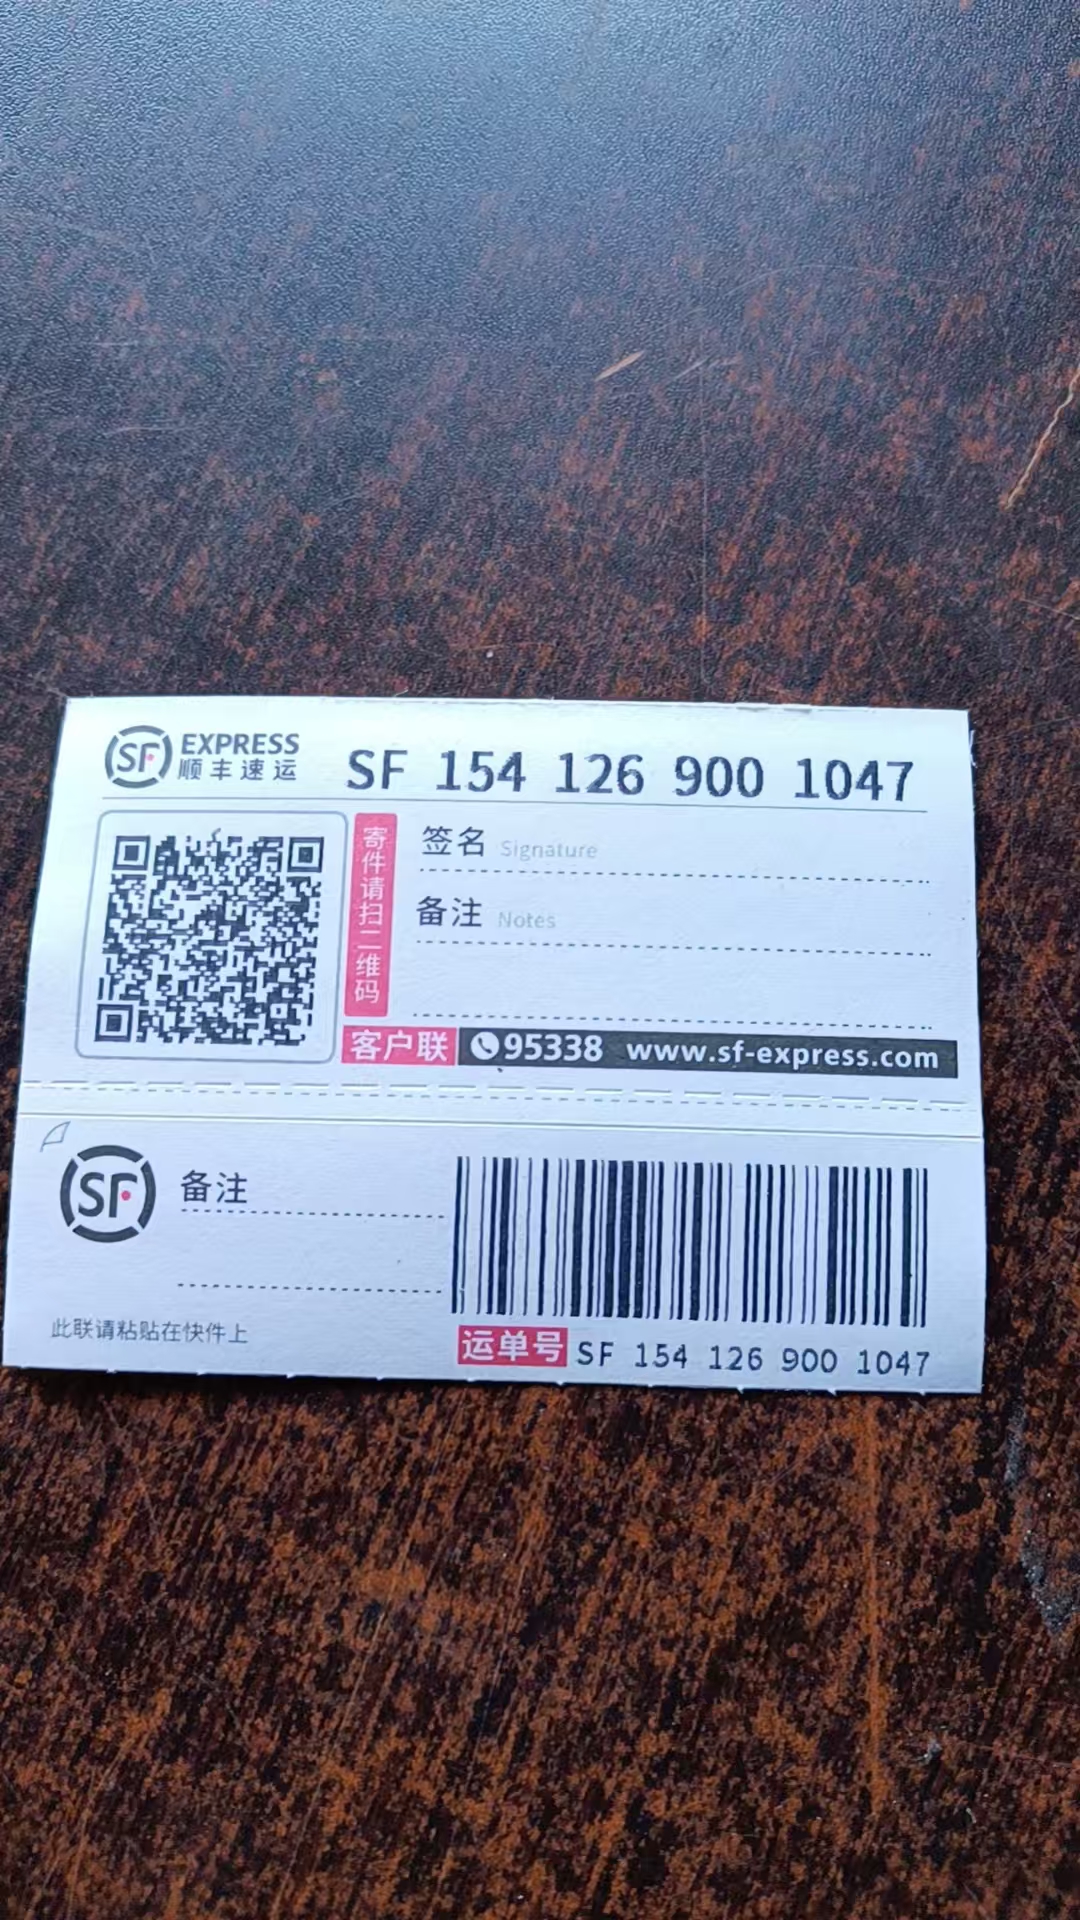 SF EXPRESS
顺丰速运
SF 154 126 900 1047
寄件请扫二维码
签名 Signature
备注 Notes
客户联 95338 www.sf-express.com
SF 备注
此联请粘贴在快件上
运单号 SF 154 126 900 1047